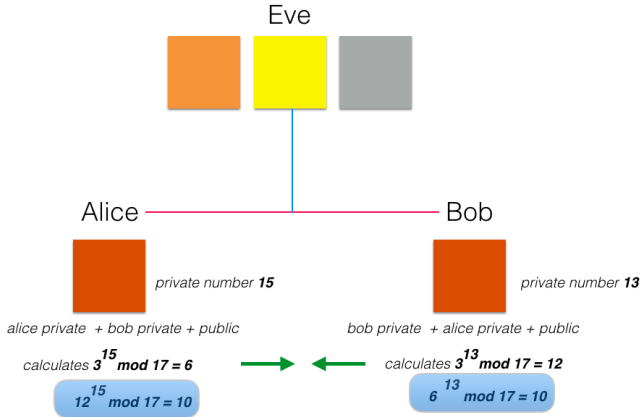 Eve
Alice
Bob
private number 15
private number 13
alice private + bob private + public
bob private + alice private + public
calculates 3^15 mod 17 = 6
calculates 3^13 mod 17 = 12
12^15 mod 17 = 10
6^13 mod 17 = 10